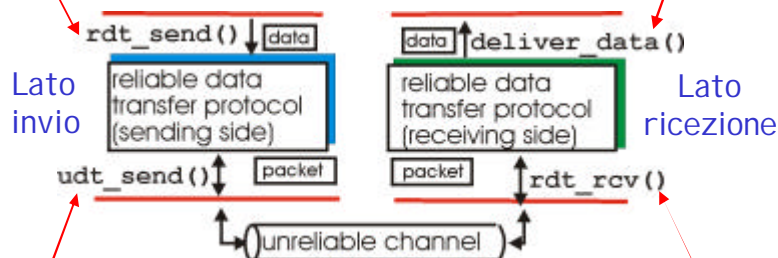 rdt_send() data
data deliver_data()
Lato invio
reliable data
transfer protocol
(sending side)
reliable data
transfer protocol
(receiving side)
Lato ricezione
udt_send() packet
packet rdt_rcv()
unreliable channel